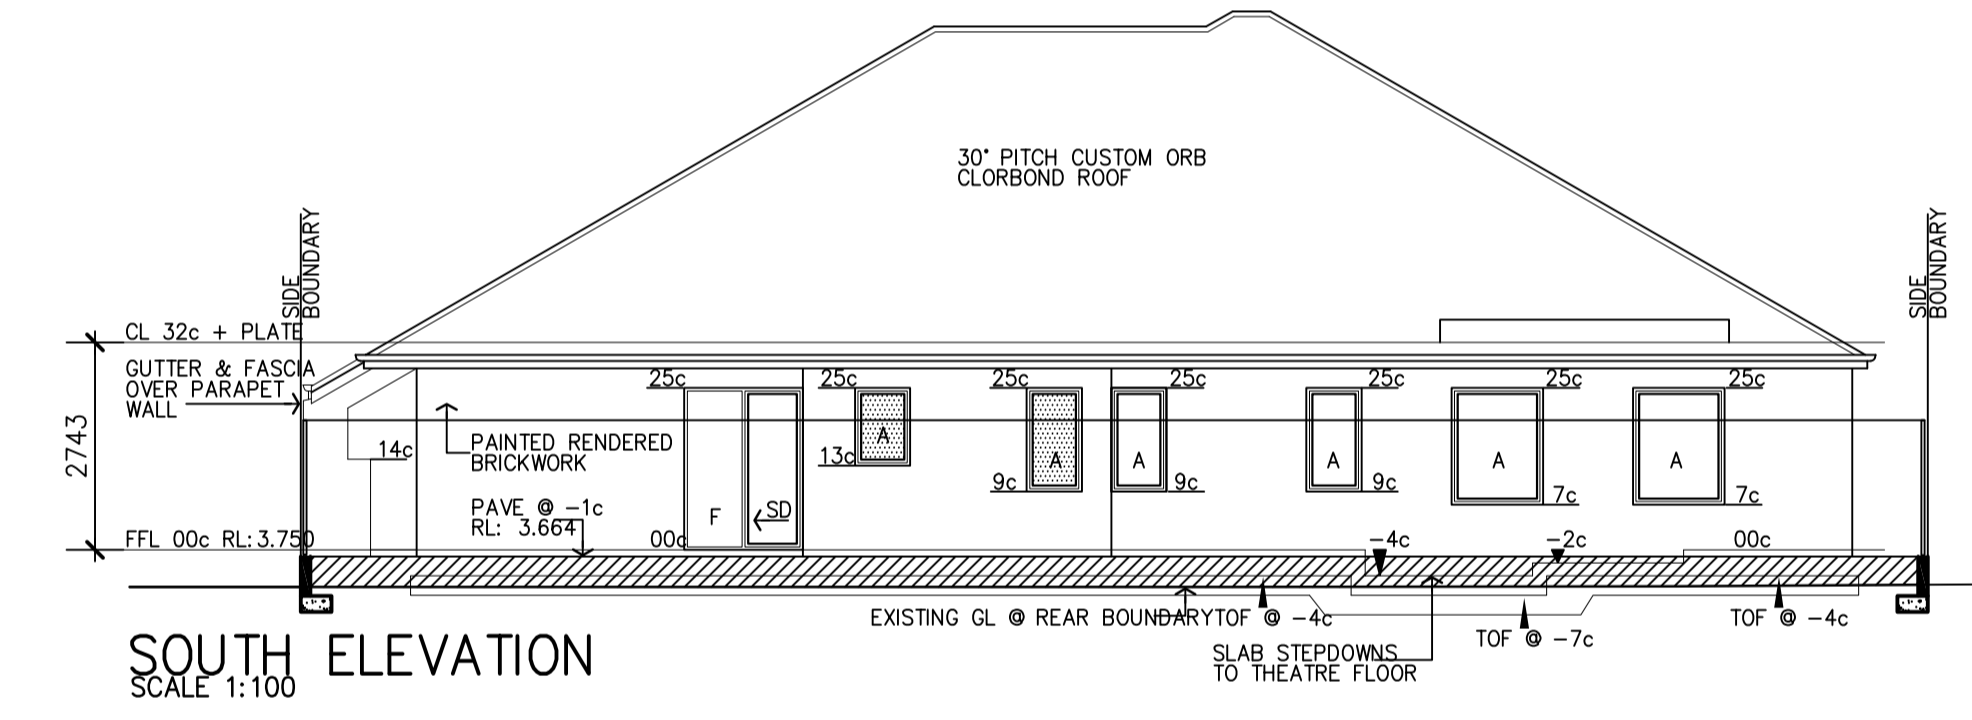 30° PITCH CUSTOM ORB
CLORBOND ROOF
SIDE
BOUNDARY
SIDE
BOUNDARY
CL 32c + PLATE
GUTTER & FASCIA
OVER PARAPET
WALL
2743
25c
25c
25c
25c
25c
25c
25c
14c
PAINTED RENDERED
BRICKWORK
13c
A
A
A
A
A
A
9c
9c
9c
7c
7c
PAVE @ -1c
RL: 3.664
F
SD
FFL 00c RL:3.750
00c
-4c
-2c
00c
EXISTING GL @ REAR BOUNDARY
TOF @ -4c
TOF @ -7c
TOF @ -4c
SLAB STEPDOWNS
TO THEATRE FLOOR
SOUTH ELEVATION
SCALE 1:100